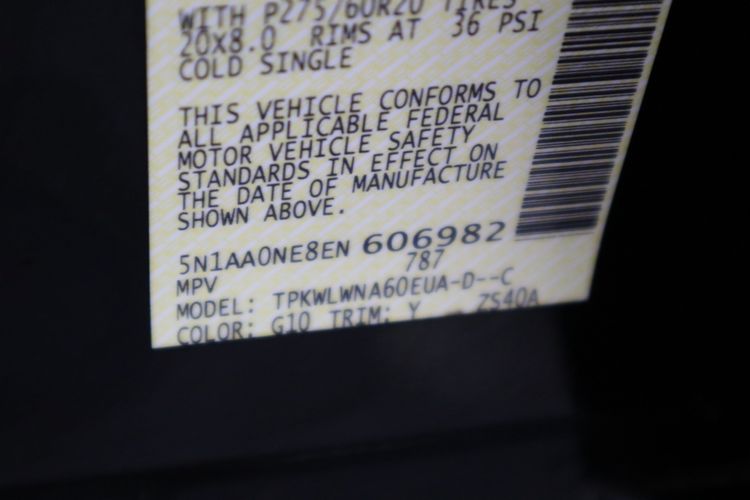 WITH P275/60R20 TIRES
20X8.0 RIMS AT 36 PSI
COLD SINGLE
THIS VEHICLE CONFORMS TO
ALL APPLICABLE FEDERAL
MOTOR VEHICLE SAFETY
STANDARDS IN EFFECT ON
THE DATE OF MANUFACTURE
SHOWN ABOVE.
5N1AA0NE8EN 606982
MPV 787
MODEL: TPKWLWNA60EUA-D--C
COLOR: G10 TRIM: Y - ZS40A